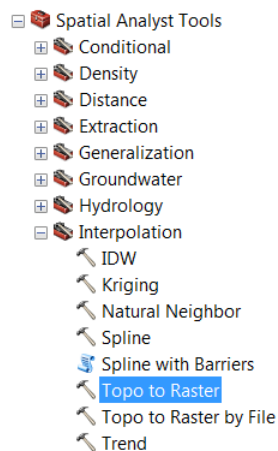 Spatial Analyst Tools
Conditional
Density
Distance
Extraction
Generalization
Groundwater
Hydrology
Interpolation
IDW
Kriging
Natural Neighbor
Spline
Spline with Barriers
Topo to Raster
Topo to Raster by File
Trend